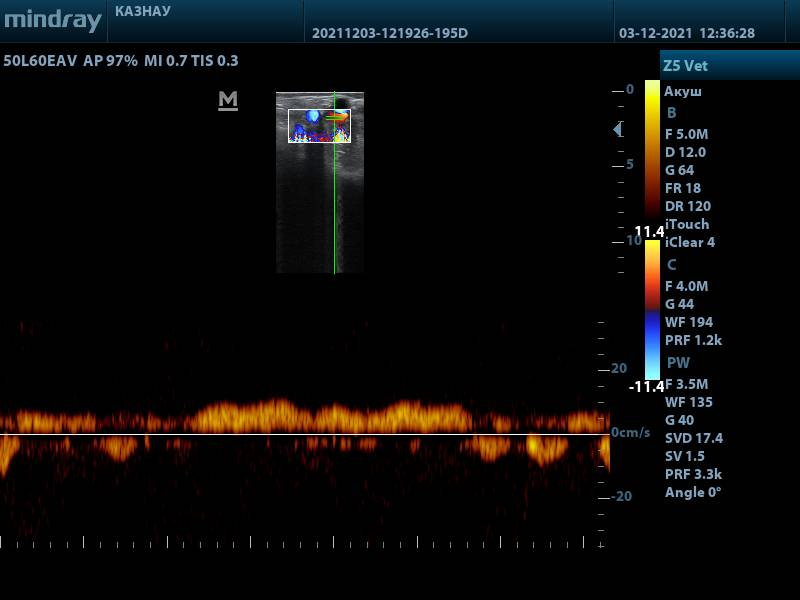 mindray КАЗНАУ
20211203-121926-195D 03-12-2021 12:36:28
50L60EAV AP 97% MI 0.7 TIS 0.3
Z5 Vet
M
Акуш
B
F 5.0M
D 12.0
G 64
FR 18
DR 120
iTouch
iClear 4
C
F 4.0M
G 44
WF 194
PRF 1.2k
PW
F 3.5M
WF 135
G 40
SVD 17.4
SV 1.5
PRF 3.3k
Angle 0°
0
5
10
11.4
-11.4
20
0cm/s
-20